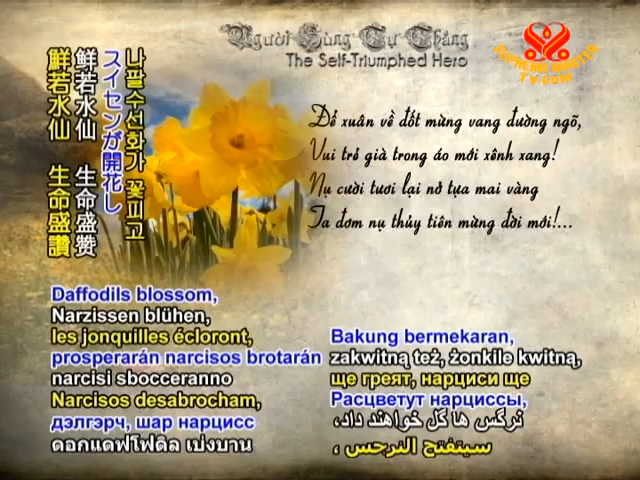 Người Hùng Tự Thắng
The Self-Triumphed Hero
SUPREME MASTER
TV.COM
나팔수선화가 꽃피고
スイセンが開花し
鮮若水仙 生命盛赞
鮮若水仙 生命盛讚
Để xuân về đốt mừng vang đường ngõ,
Vui trẻ già trong áo mới xênh xang!
Nụ cười tươi lại nở tựa mai vàng
Ta đơm nụ thủy tiên mừng đời mới!...
Daffodils blossom,
Narzissen blühen,
les jonquilles écloront,
prosperarán narcisos brotarán
narcisi sbocceranno
Narcisos desabrocham,
дэлгэрч, шар нарцисс
ดอกแดฟโฟดิล เบ่งบาน
Bakung bermekaran,
zakwitną też, żonkile kwitną,
ще греят, нарциси ще
Расцветут нарциссы,
نرگس ها گل خواهند داد،
سيتفتح النرجس ،